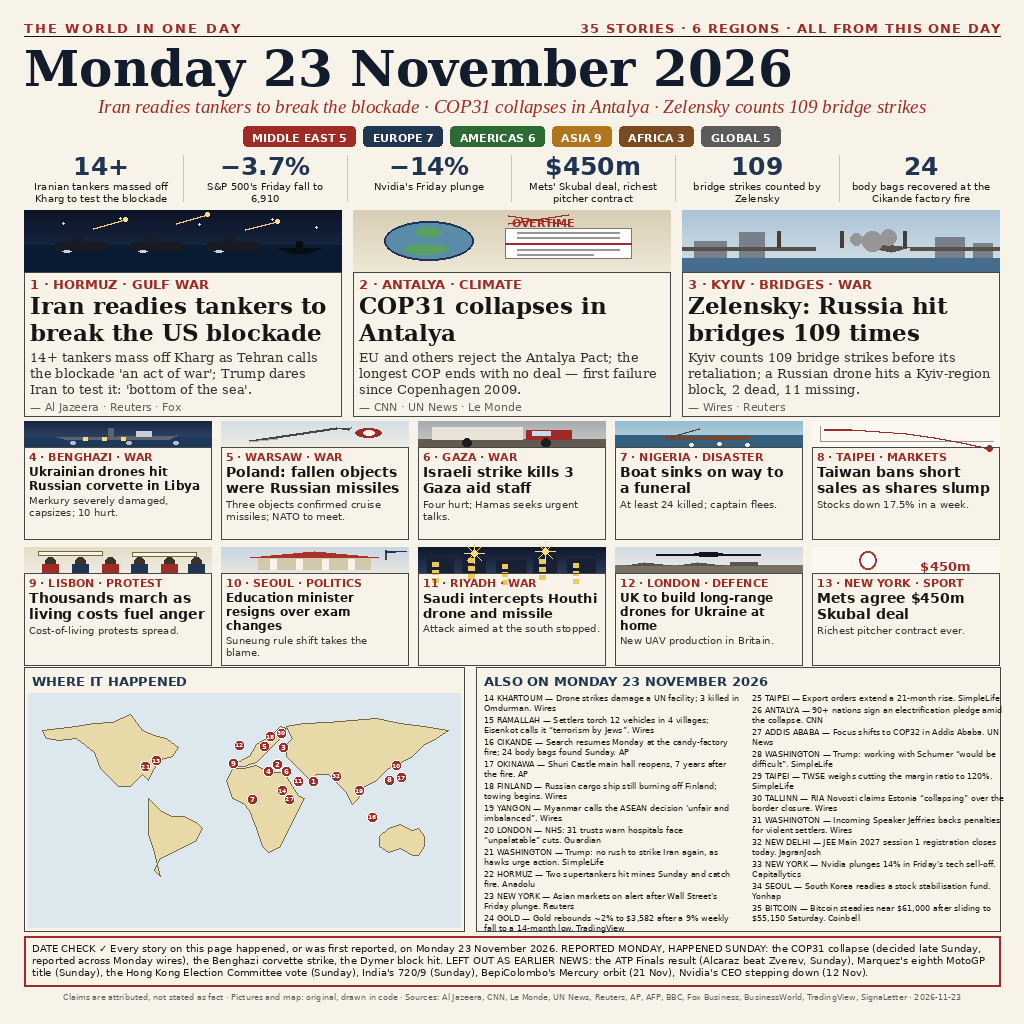 THE WORLD IN ONE DAY
35 STORIES · 6 REGIONS · ALL FROM THIS ONE DAY
Monday 23 November 2026
Iran readies tankers to break the blockade · COP31 collapses in Antalya · Zelensky counts 109 bridge strikes
MIDDLE EAST 5
EUROPE 7
AMERICAS 6
ASIA 9
AFRICA 3
GLOBAL 5
14+
Iranian tankers massed off
Kharg to test the blockade
−3.7%
S&P 500's Friday fall to
6,910
−14%
Nvidia's Friday plunge
$450m
Mets' Skubal deal, richest
pitcher contract
109
bridge strikes counted by
Zelensky
24
body bags recovered at the
Cikande factory fire
1 · HORMUZ · GULF WAR
Iran readies tankers to
break the US blockade
14+ tankers mass off Kharg as Tehran calls
the blockade 'an act of war'; Trump dares
Iran to test it: 'bottom of the sea'.
— Al Jazeera · Reuters · Fox
OVERTIME
2 · ANTALYA · CLIMATE
COP31 collapses in
Antalya
EU and others reject the Antalya Pact; the
longest COP ends with no deal — first failure
since Copenhagen 2009.
— CNN · UN News · Le Monde
3 · KYIV · BRIDGES · WAR
Zelensky: Russia hit
bridges 109 times
Kyiv counts 109 bridge strikes before its
retaliation; a Russian drone hits a Kyiv-region
block, 2 dead, 11 missing.
— Wires · Reuters
4 · BENGHAZI · WAR
Ukrainian drones hit
Russian corvette in Libya
Merkury severely damaged,
capsizes; 10 hurt.
5 · WARSAW · WAR
Poland: fallen objects
were Russian missiles
Three objects confirmed cruise
missiles; NATO to meet.
6 · GAZA · WAR
Israeli strike kills 3
Gaza aid staff
Four hurt; Hamas seeks urgent
talks.
7 · NIGERIA · DISASTER
Boat sinks on way to
a funeral
At least 24 killed; captain flees.
8 · TAIPEI · MARKETS
Taiwan bans short
sales as shares slump
Stocks down 17.5% in a week.
9 · LISBON · PROTEST
Thousands march as
living costs fuel anger
Cost-of-living protests spread.
10 · SEOUL · POLITICS
Education minister
resigns over exam
changes
Suneung rule shift takes the
blame.
11 · RIYADH · WAR
Saudi intercepts Houthi
drone and missile
Attack aimed at the south stopped.
12 · LONDON · DEFENCE
UK to build long-range
drones for Ukraine at
home
New UAV production in Britain.
$450m
13 · NEW YORK · SPORT
Mets agree $450m
Skubal deal
Richest pitcher contract ever.
WHERE IT HAPPENED
ALSO ON MONDAY 23 NOVEMBER 2026
14 KHARTOUM — Drone strikes damage a UN facility; 3 killed in
Omdurman. Wires
15 RAMALLAH — Settlers torch 12 vehicles in 4 villages;
Eisenkot calls it “terrorism by Jews”. Wires
16 CIKANDE — Search resumes Monday at the candy-factory
fire; 24 body bags found Sunday. AP
17 OKINAWA — Shuri Castle main hall reopens, 7 years after
the fire. AP
18 FINLAND — Russian cargo ship still burning off Finland;
towing begins. Wires
19 YANGON — Myanmar calls the ASEAN decision ‘unfair and
imbalanced”. Wires
20 LONDON — NHS: 31 trusts warn hospitals face
“unpalatable” cuts. Guardian
21 WASHINGTON — Trump: no rush to strike Iran again, as
hawks urge action. SimpleLife
22 HORMUZ — Two supertankers hit mines Sunday and catch
fire. Anadolu
23 NEW YORK — Asian markets on alert after Wall Street's
Friday plunge. Reuters
24 GOLD — Gold rebounds ~2% to $3,582 after a 9% weekly
fall to a 14-month low. TradingView
25 TAIPEI — Export orders extend a 21-month rise. SimpleLife
26 ANTALYA — 90+ nations sign an electrification pledge amid
the collapse. CNN
27 ADDIS ABABA — Focus shifts to COP32 in Addis Ababa. UN
News
28 WASHINGTON — Trump: working with Schumer “would be
difficult”. SimpleLife
29 TAIPEI — TWSE weighs cutting the margin ratio to 120%.
SimpleLife
30 TALLINN — RIA Novosti claims Estonia “collapsing” over the
border closure. Wires
31 WASHINGTON — Incoming Speaker Jeffries backs penalties
for violent settlers. Wires
32 NEW DELHI — JEE Main 2027 session 1 registration closes
today. JagranJosh
33 NEW YORK — Nvidia plunges 14% in Friday's tech sell-off.
Capitallytics
34 SEOUL — South Korea readies a stock stabilisation fund.
Yonhap
35 BITCOIN — Bitcoin steadies near $61,000 after sliding to
$55,150 Saturday. Coinbell
DATE CHECK ✓ Every story on this page happened, or was first reported, on Monday 23 November 2026. REPORTED MONDAY, HAPPENED SUNDAY: the COP31 collapse (decided late Sunday,
reported across Monday wires), the Benghazi corvette strike, the Dymer block hit. LEFT OUT AS EARLIER NEWS: the ATP Finals result (Alcaraz beat Zverev, Sunday), Marquez's eighth MotoGP
title (Sunday), the Hong Kong Election Committee vote (Sunday), India's 720/9 (Sunday), BepiColombo's Mercury orbit (21 Nov), Nvidia's CEO stepping down (12 Nov).
Claims are attributed, not stated as fact · Pictures and map: original, drawn in code · Sources: Al Jazeera, CNN, Le Monde, UN News, Reuters, AP, AFP, BBC, Fox Business, BusinessWorld, TradingView, SignaLetter · 2026-11-23